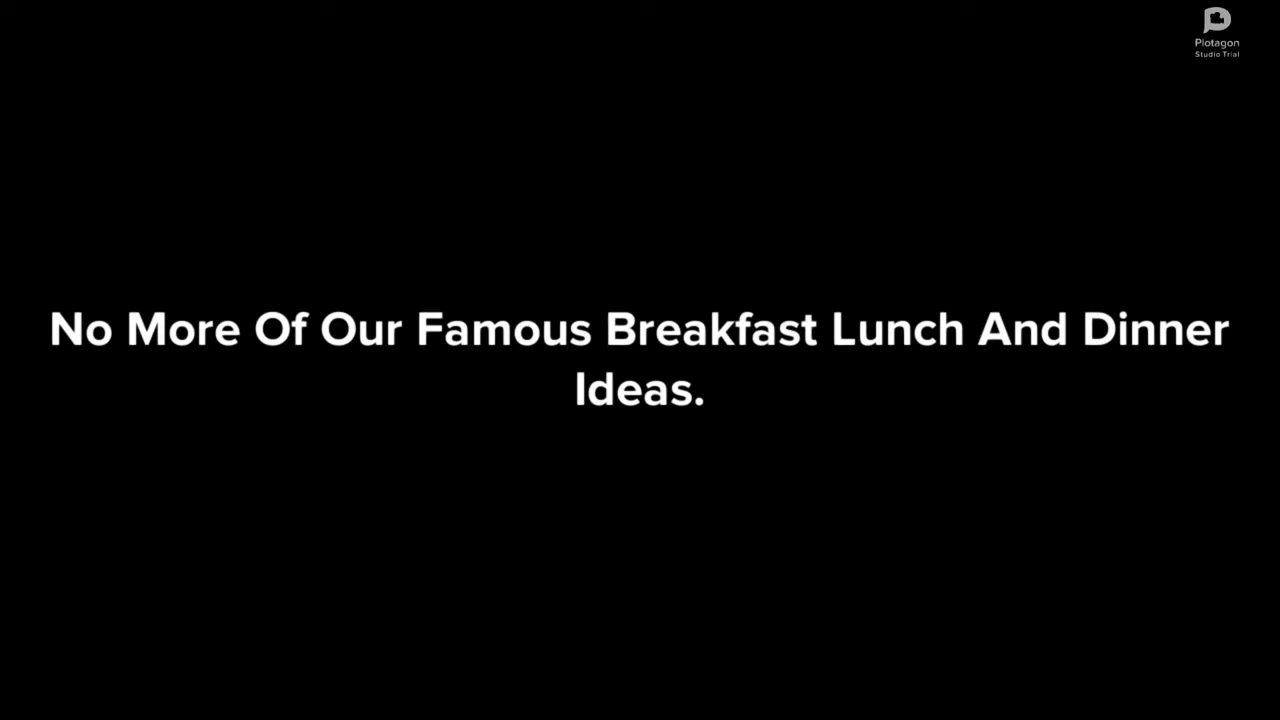 Plotagon
Studio Trial
No More Of Our Famous Breakfast Lunch And Dinner
Ideas.